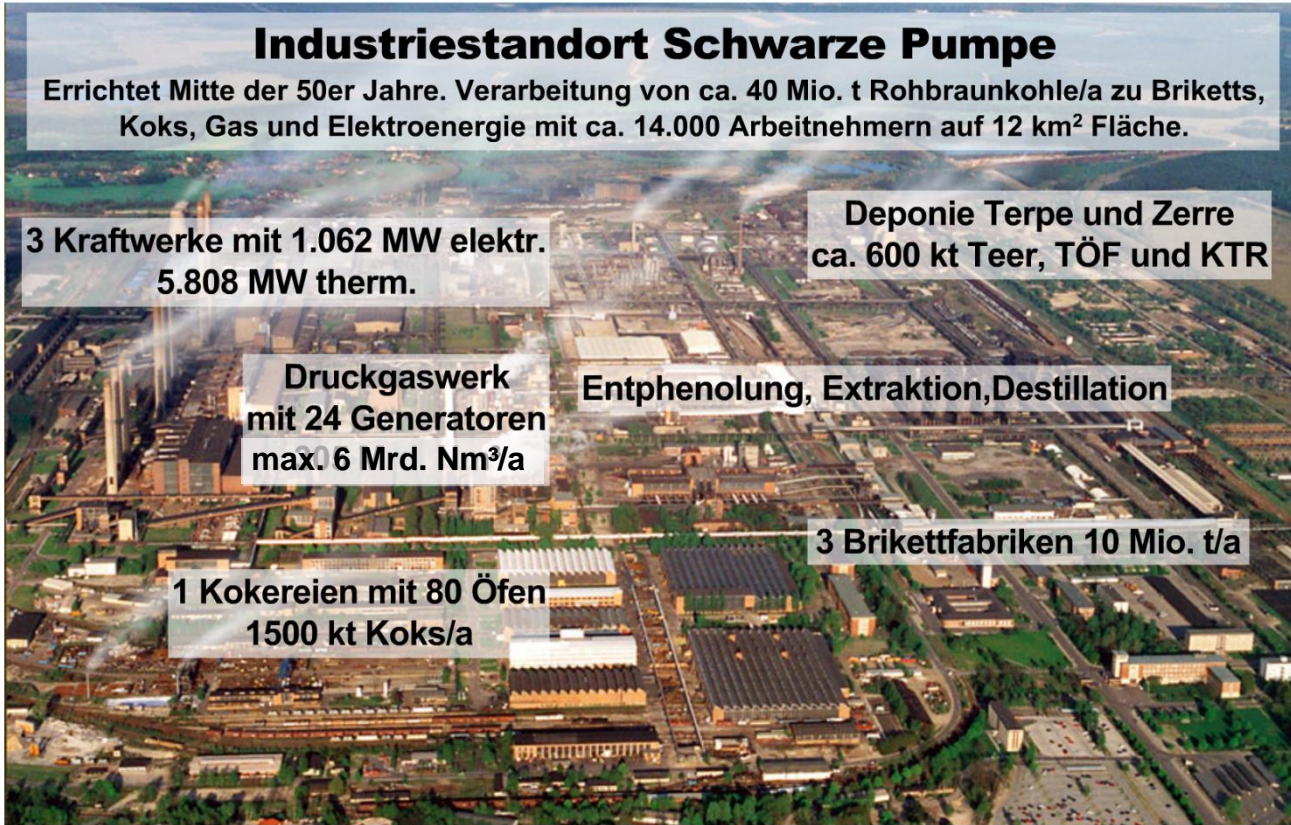 Industriestandort Schwarze Pumpe
Errichtet Mitte der 50er Jahre. Verarbeitung von ca. 40 Mio. t Rohbraunkohle/a zu Briketts,
Koks, Gas und Elektroenergie mit ca. 14.000 Arbeitnehmern auf 12 km² Fläche.
3 Kraftwerke mit 1.062 MW elektr.
5.808 MW therm.
Deponie Terpe und Zerre
ca. 600 kt Teer, TÖF und KTR
Druckgaswerk
mit 24 Generatoren
max. 6 Mrd. Nm³/a
Entphenolung, Extraktion,Destillation
3 Brikettfabriken 10 Mio. t/a
1 Kokereien mit 80 Öfen
1500 kt Koks/a